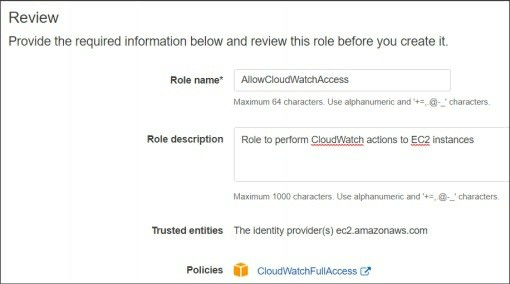 Review
Provide the required information below and review this role before you create it.
Role name* AllowCloudWatchAccess
Maximum 64 characters. Use alphanumeric and '+=,.@-_' characters.
Role description Role to perform CloudWatch actions to EC2 instances
Maximum 1000 characters. Use alphanumeric and '+=,.@-_' characters.
Trusted entities The identity provider(s) ec2.amazonaws.com
Policies CloudWatchFullAccess